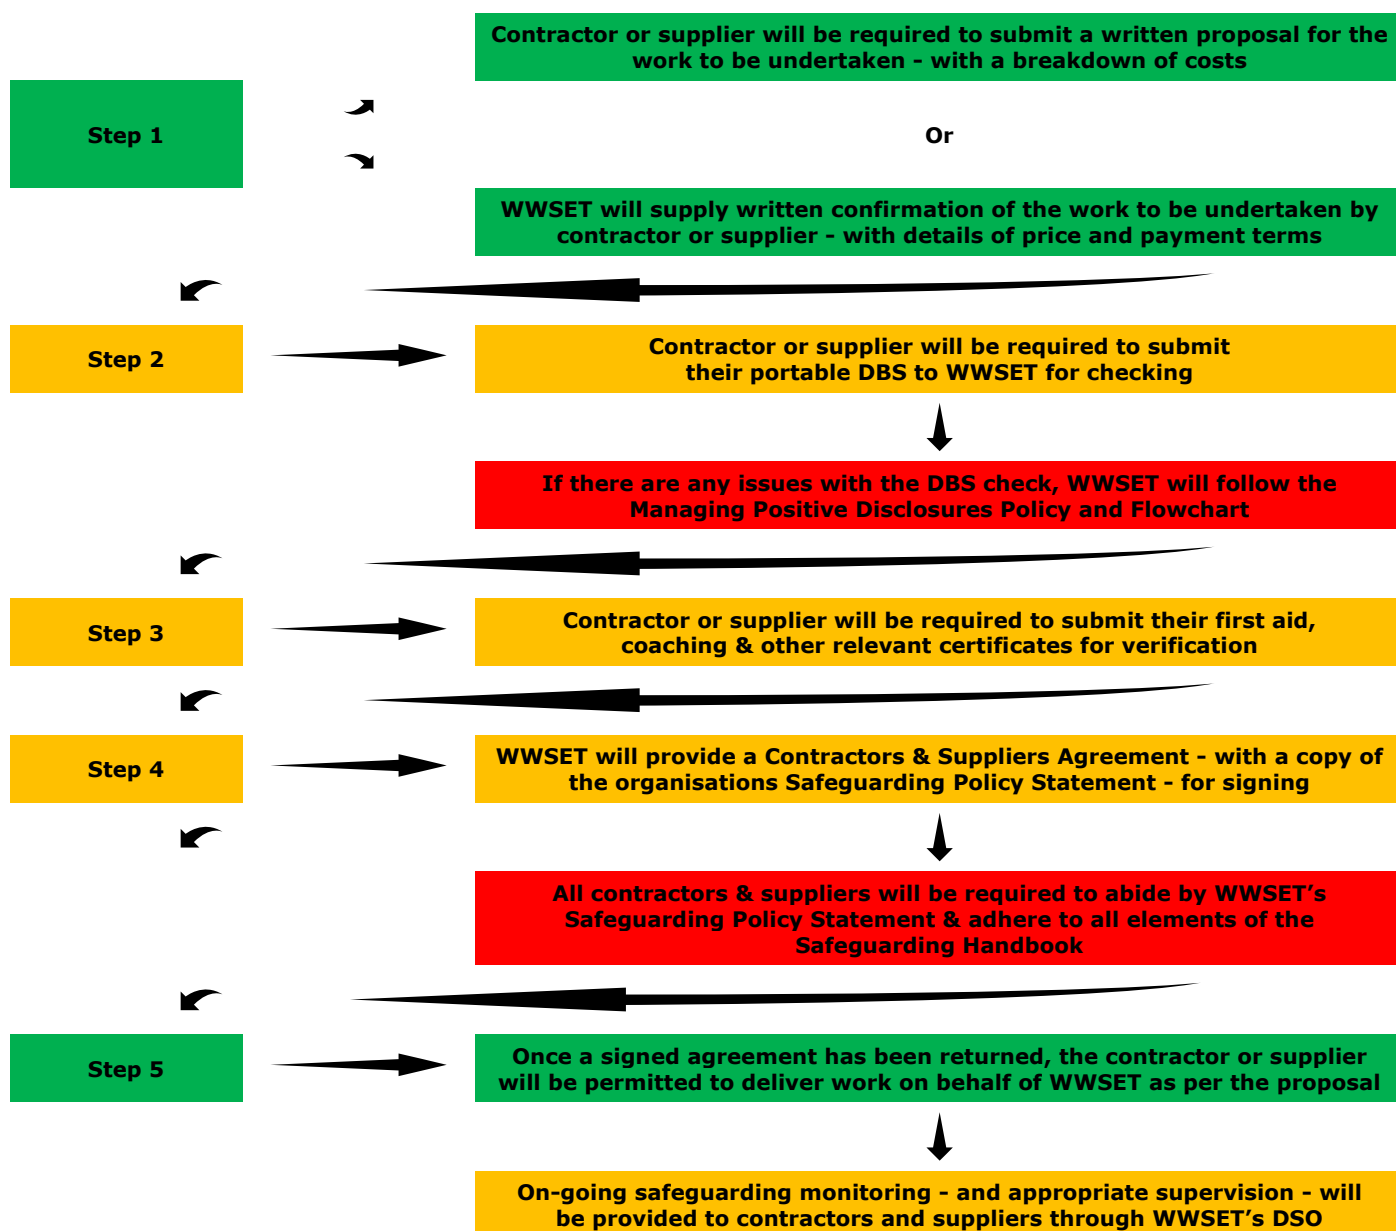 Contractor or supplier will be required to submit a written proposal for the
work to be undertaken - with a breakdown of costs
Step 1
Or
WWSET will supply written confirmation of the work to be undertaken by
contractor or supplier - with details of price and payment terms
Step 2
Contractor or supplier will be required to submit
their portable DBS to WWSET for checking
If there are any issues with the DBS check, WWSET will follow the
Managing Positive Disclosures Policy and Flowchart
Step 3
Contractor or supplier will be required to submit their first aid,
coaching & other relevant certificates for verification
Step 4
WWSET will provide a Contractors & Suppliers Agreement - with a copy of
the organisations Safeguarding Policy Statement - for signing
All contractors & suppliers will be required to abide by WWSET’s
Safeguarding Policy Statement & adhere to all elements of the
Safeguarding Handbook
Step 5
Once a signed agreement has been returned, the contractor or supplier
will be permitted to deliver work on behalf of WWSET as per the proposal
On-going safeguarding monitoring - and appropriate supervision - will
be provided to contractors and suppliers through WWSET’s DSO